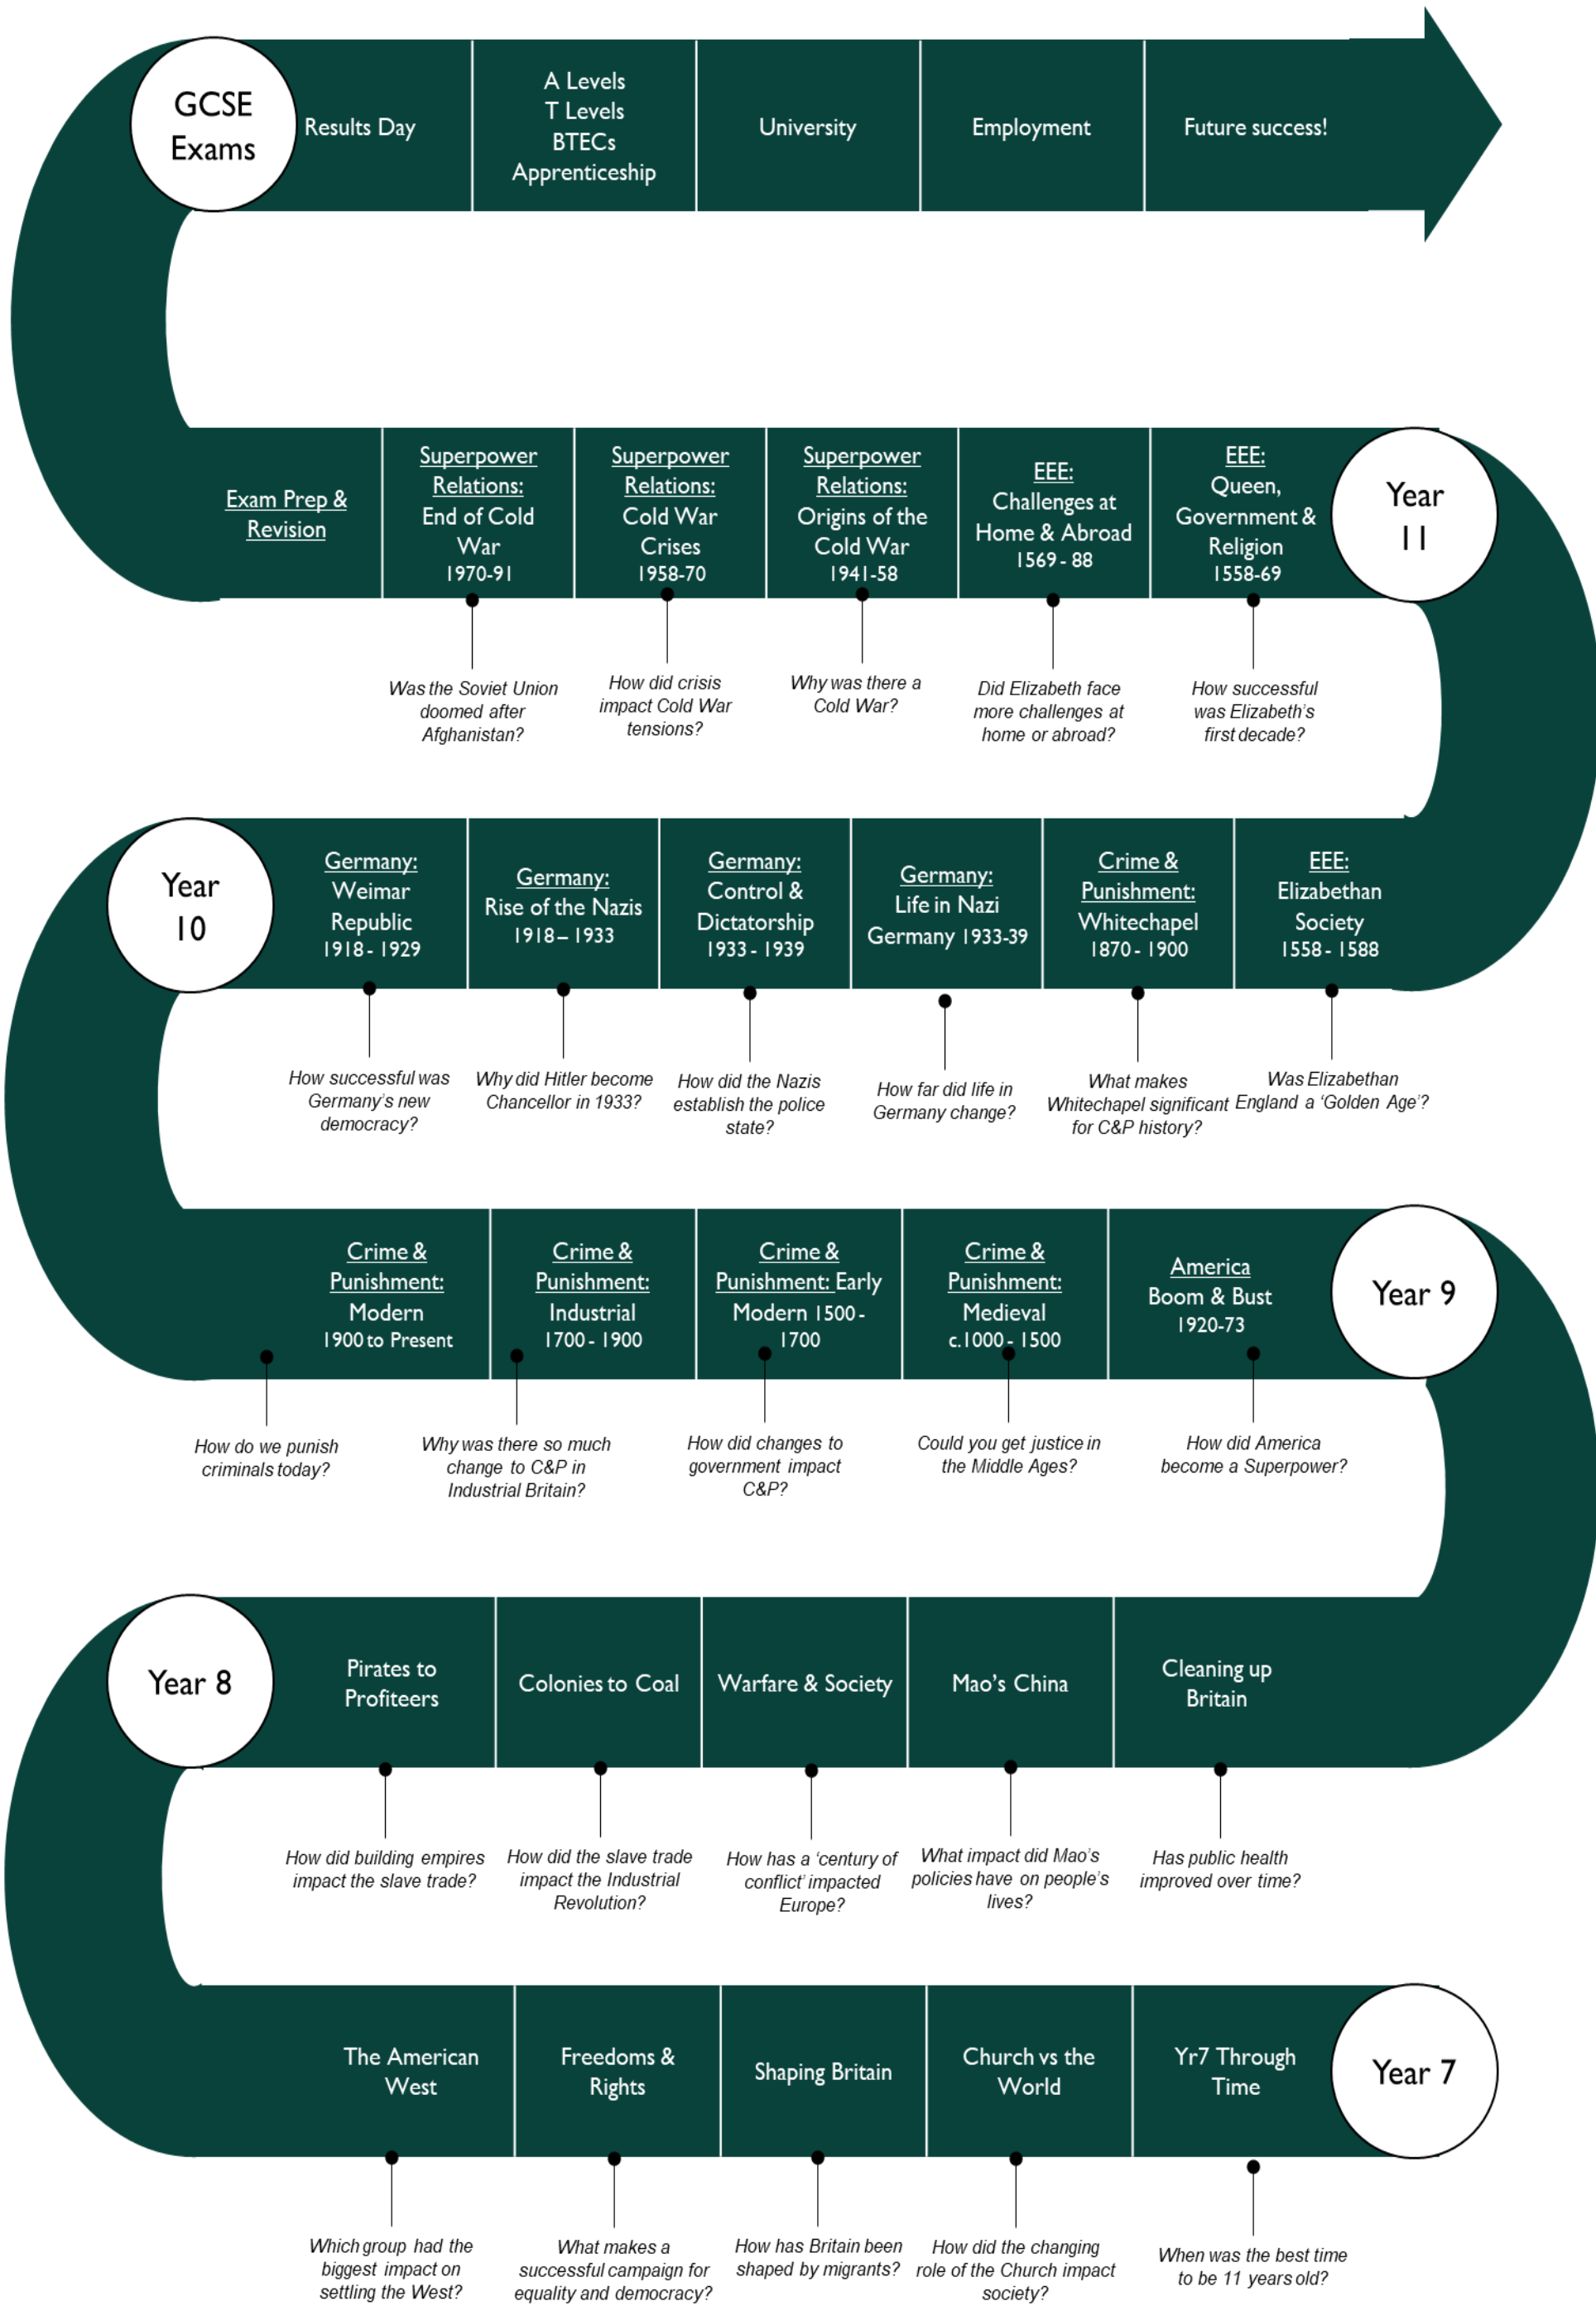 GCSE
Exams
Results Day
A Levels
T Levels
BTECs
Apprenticeship
University
Employment
Future success!
Exam Prep &
Revision
Superpower
Relations:
End of Cold
War
1970-91
Superpower
Relations:
Cold War
Crises
1958-70
Superpower
Relations:
Origins of the
Cold War
1941-58
EEE:
Challenges at
Home & Abroad
1569 - 88
EEE:
Queen,
Government &
Religion
1558-69
Year
11
Was the Soviet Union
doomed after
Afghanistan?
How did crisis
impact Cold War
tensions?
Why was there a
Cold War?
Did Elizabeth face
more challenges at
home or abroad?
How successful
was Elizabeth's
first decade?
Year
10
Germany:
Weimar
Republic
1918 - 1929
Germany:
Rise of the Nazis
1918 – 1933
Germany:
Control &
Dictatorship
1933 - 1939
Germany:
Life in Nazi
Germany 1933-39
Crime &
Punishment:
Whitechapel
1870 - 1900
EEE:
Elizabethan
Society
1558 - 1588
How successful was
Germany's new
democracy?
Why did Hitler become
Chancellor in 1933?
How did the Nazis
establish the police
state?
How far did life in
Germany change?
What makes
Whitechapel significant
for C&P history?
Was Elizabethan
England a ‘Golden Age’?
Crime &
Punishment:
Modern
1900 to Present
Crime &
Punishment:
Industrial
1700 - 1900
Crime &
Punishment: Early
Modern 1500 -
1700
Crime &
Punishment:
Medieval
c.1000 - 1500
America
Boom & Bust
1920-73
Year 9
How do we punish
criminals today?
Why was there so much
change to C&P in
Industrial Britain?
How did changes to
government impact
C&P?
Could you get justice in
the Middle Ages?
How did America
become a Superpower?
Year 8
Pirates to
Profiteers
Colonies to Coal
Warfare & Society
Mao's China
Cleaning up
Britain
How did building empires
impact the slave trade?
How did the slave trade
impact the Industrial
Revolution?
How has a ‘century of
conflict’ impacted
Europe?
What impact did Mao's
policies have on people's
lives?
Has public health
improved over time?
The American
West
Freedoms &
Rights
Shaping Britain
Church vs the
World
Yr7 Through
Time
Year 7
Which group had the
biggest impact on
settling the West?
What makes a
successful campaign for
equality and democracy?
How has Britain been
shaped by migrants?
How did the changing
role of the Church impact
society?
When was the best time
to be 11 years old?